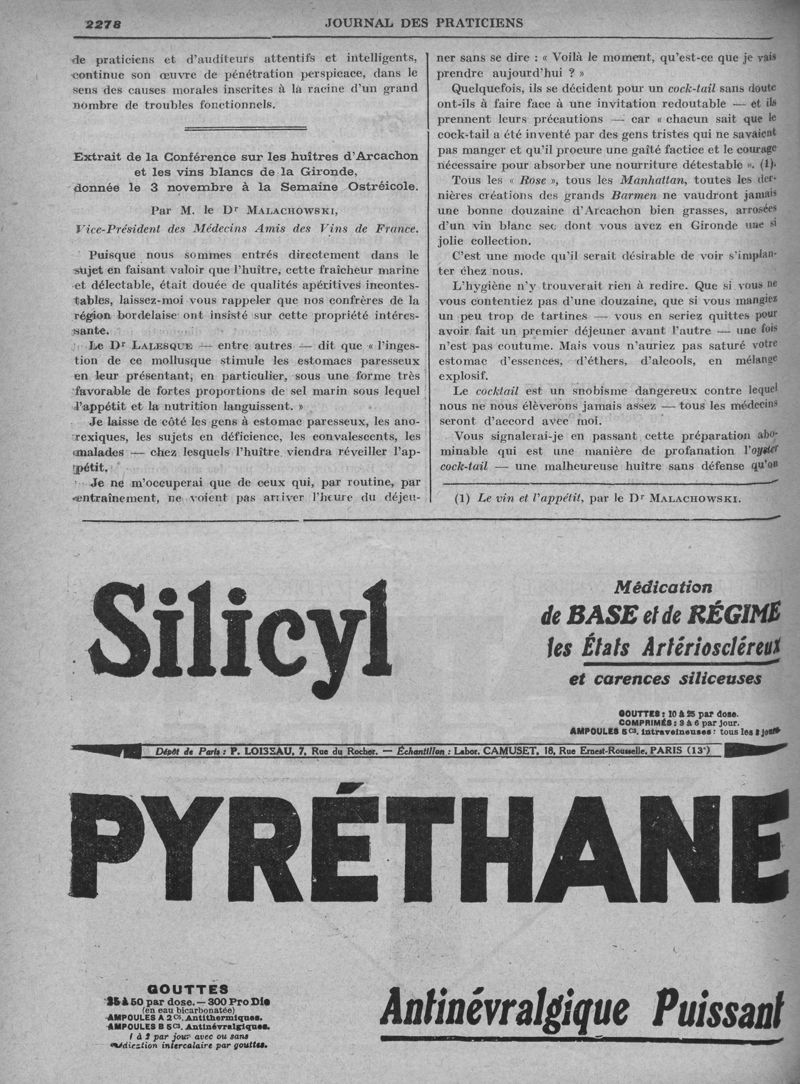 2278
JOURNAL DES PRATICIENS
de praticiens et d'auditeurs attentifs et intelligents,
continue son œuvre de pénétration perspicace, dans le
sens des causes morales inscrites à la racine d'un grand
nombre de troubles fonctionnels.
Extrait de la Conférence sur les huîtres d'Arcachon
et les vins blancs de la Gironde,
donnée le 3 novembre à la Semaine Ostréicole.
Par M. le Dr MALACHOWSKI,
Vice-Président des Médecins Amis des Vins de France.
Puisque nous sommes entrés directement dans le
sujet en faisant valoir que l'huître, cette fraîcheur marine
et délectable, était douée de qualités apéritives incontes-
tables, laissez-moi vous rappeler que nos confrères de la
région bordelaise ont insisté sur cette propriété intéres-
sante.
Le Dr LALESQUE — entre autres — dit que « l'inges-
tion de ce mollusque stimule les estomacs paresseux
en leur présentant, en particulier, sous une forme très
favorable de fortes proportions de sel marin sous lequel
l'appétit et la nutrition languissent. »
Je laisse de côté les gens à estomac paresseux, les ano-
rexiques, les sujets en déficience, les convalescents, les
malades — chez lesquels l'huître viendra réveiller l'ap-
pétit.
Je ne m'occuperai que de ceux qui, par routine, par
entraînement, ne voient pas arriver l'heure du déjeu-
ner sans se dire : « Voilà le moment, qu'est-ce que je vais
prendre aujourd'hui ? »
Quelquefois, ils se décident pour un cock-tail sans doute
ont-ils à faire face à une invitation redoutable — et ils
prennent leurs précautions — car « chacun sait que le
cock-tail a été inventé par des gens tristes qui ne savaient
pas manger et qu'il procure une gaîté factice et le courage
nécessaire pour absorber une nourriture détestable ». (1).
Tous les « Rose », tous les Manhattan, toutes les der-
nières créations des grands Barmen ne vaudront jamais
une bonne douzaine d'Arcachon bien grasses, arrosées
d'un vin blanc sec dont vous avez en Gironde une si
jolie collection.
C'est une mode qu'il serait désirable de voir s'implan-
ter chez nous.
L'hygiène n'y trouverait rien à redire. Que si vous ne
vous contentiez pas d'une douzaine, que si vous mangiez
un peu trop de tartines — vous en seriez quittes pour
avoir fait un premier déjeuner avant l'autre — une fois
n'est pas coutume. Mais vous n'auriez pas saturé votre
estomac d'essences, d'éthers, d'alcools, en mélange
explosif.
Le cocktail est un snobisme dangereux contre lequel
nous ne nous élèverons jamais assez — tous les médecins
seront d'accord avec moi.
Vous signalerai-je en passant cette préparation abo-
minable qui est une manière de profanation l'oyster
cock-tail — une malheureuse huître sans défense qu'on
(1) Le vin et l'appétit, par le Dr MALACHOWSKI.
Silicyl
Médication
de BASE et de RÉGIME
les États Artérioscléreux
et carences siliceuses
GOUTTES : 10 à 25 par dose.
COMPRIMÉS : 3 à 6 par jour.
AMPOULES 5 cs. intraveineuses : tous les 2 jours
Dépôt de Paris : P. LOISEAU, 7, Rue du Rocher. — Échantillon : Labor. CAMUSET, 18, Rue Ernest-Rousselle, PARIS (13e)
PYRÉTHANE
GOUTTES
25 à 50 par dose. — 300 Pro Die
(en eau bicarbonatée)
AMPOULES A 2 cs. Antithermiques.
AMPOULES B 5 cs. Antinévralgiques.
1 à 2 par jour avec ou sans
médication intercalaire par gouttes.
Antinévralgique Puissant